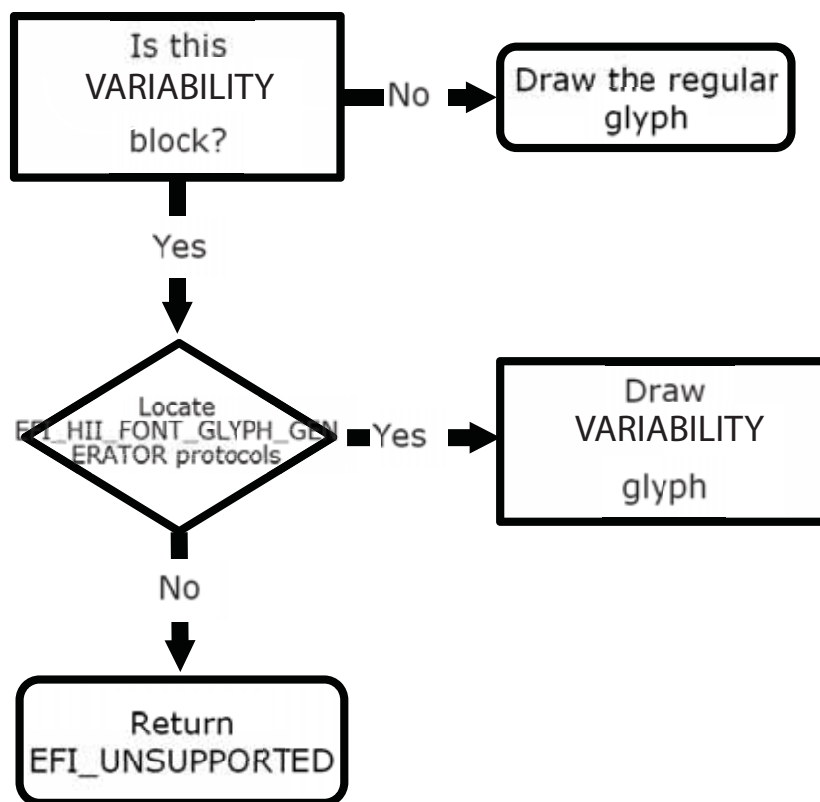 Is this
VARIABILITY
block?
No
Draw the regular
glyph
Yes
Locate
EFI_HII_FONT_GLYPH_GEN
ERATOR protocols
Yes
Draw
VARIABILITY
glyph
No
Return
EFI_UNSUPPORTED